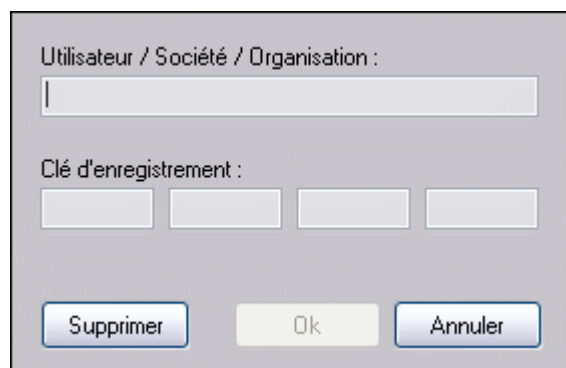 Utilisateur / Société / Organisation :
Clé d'enregistrement :
Supprimer Ok Annuler